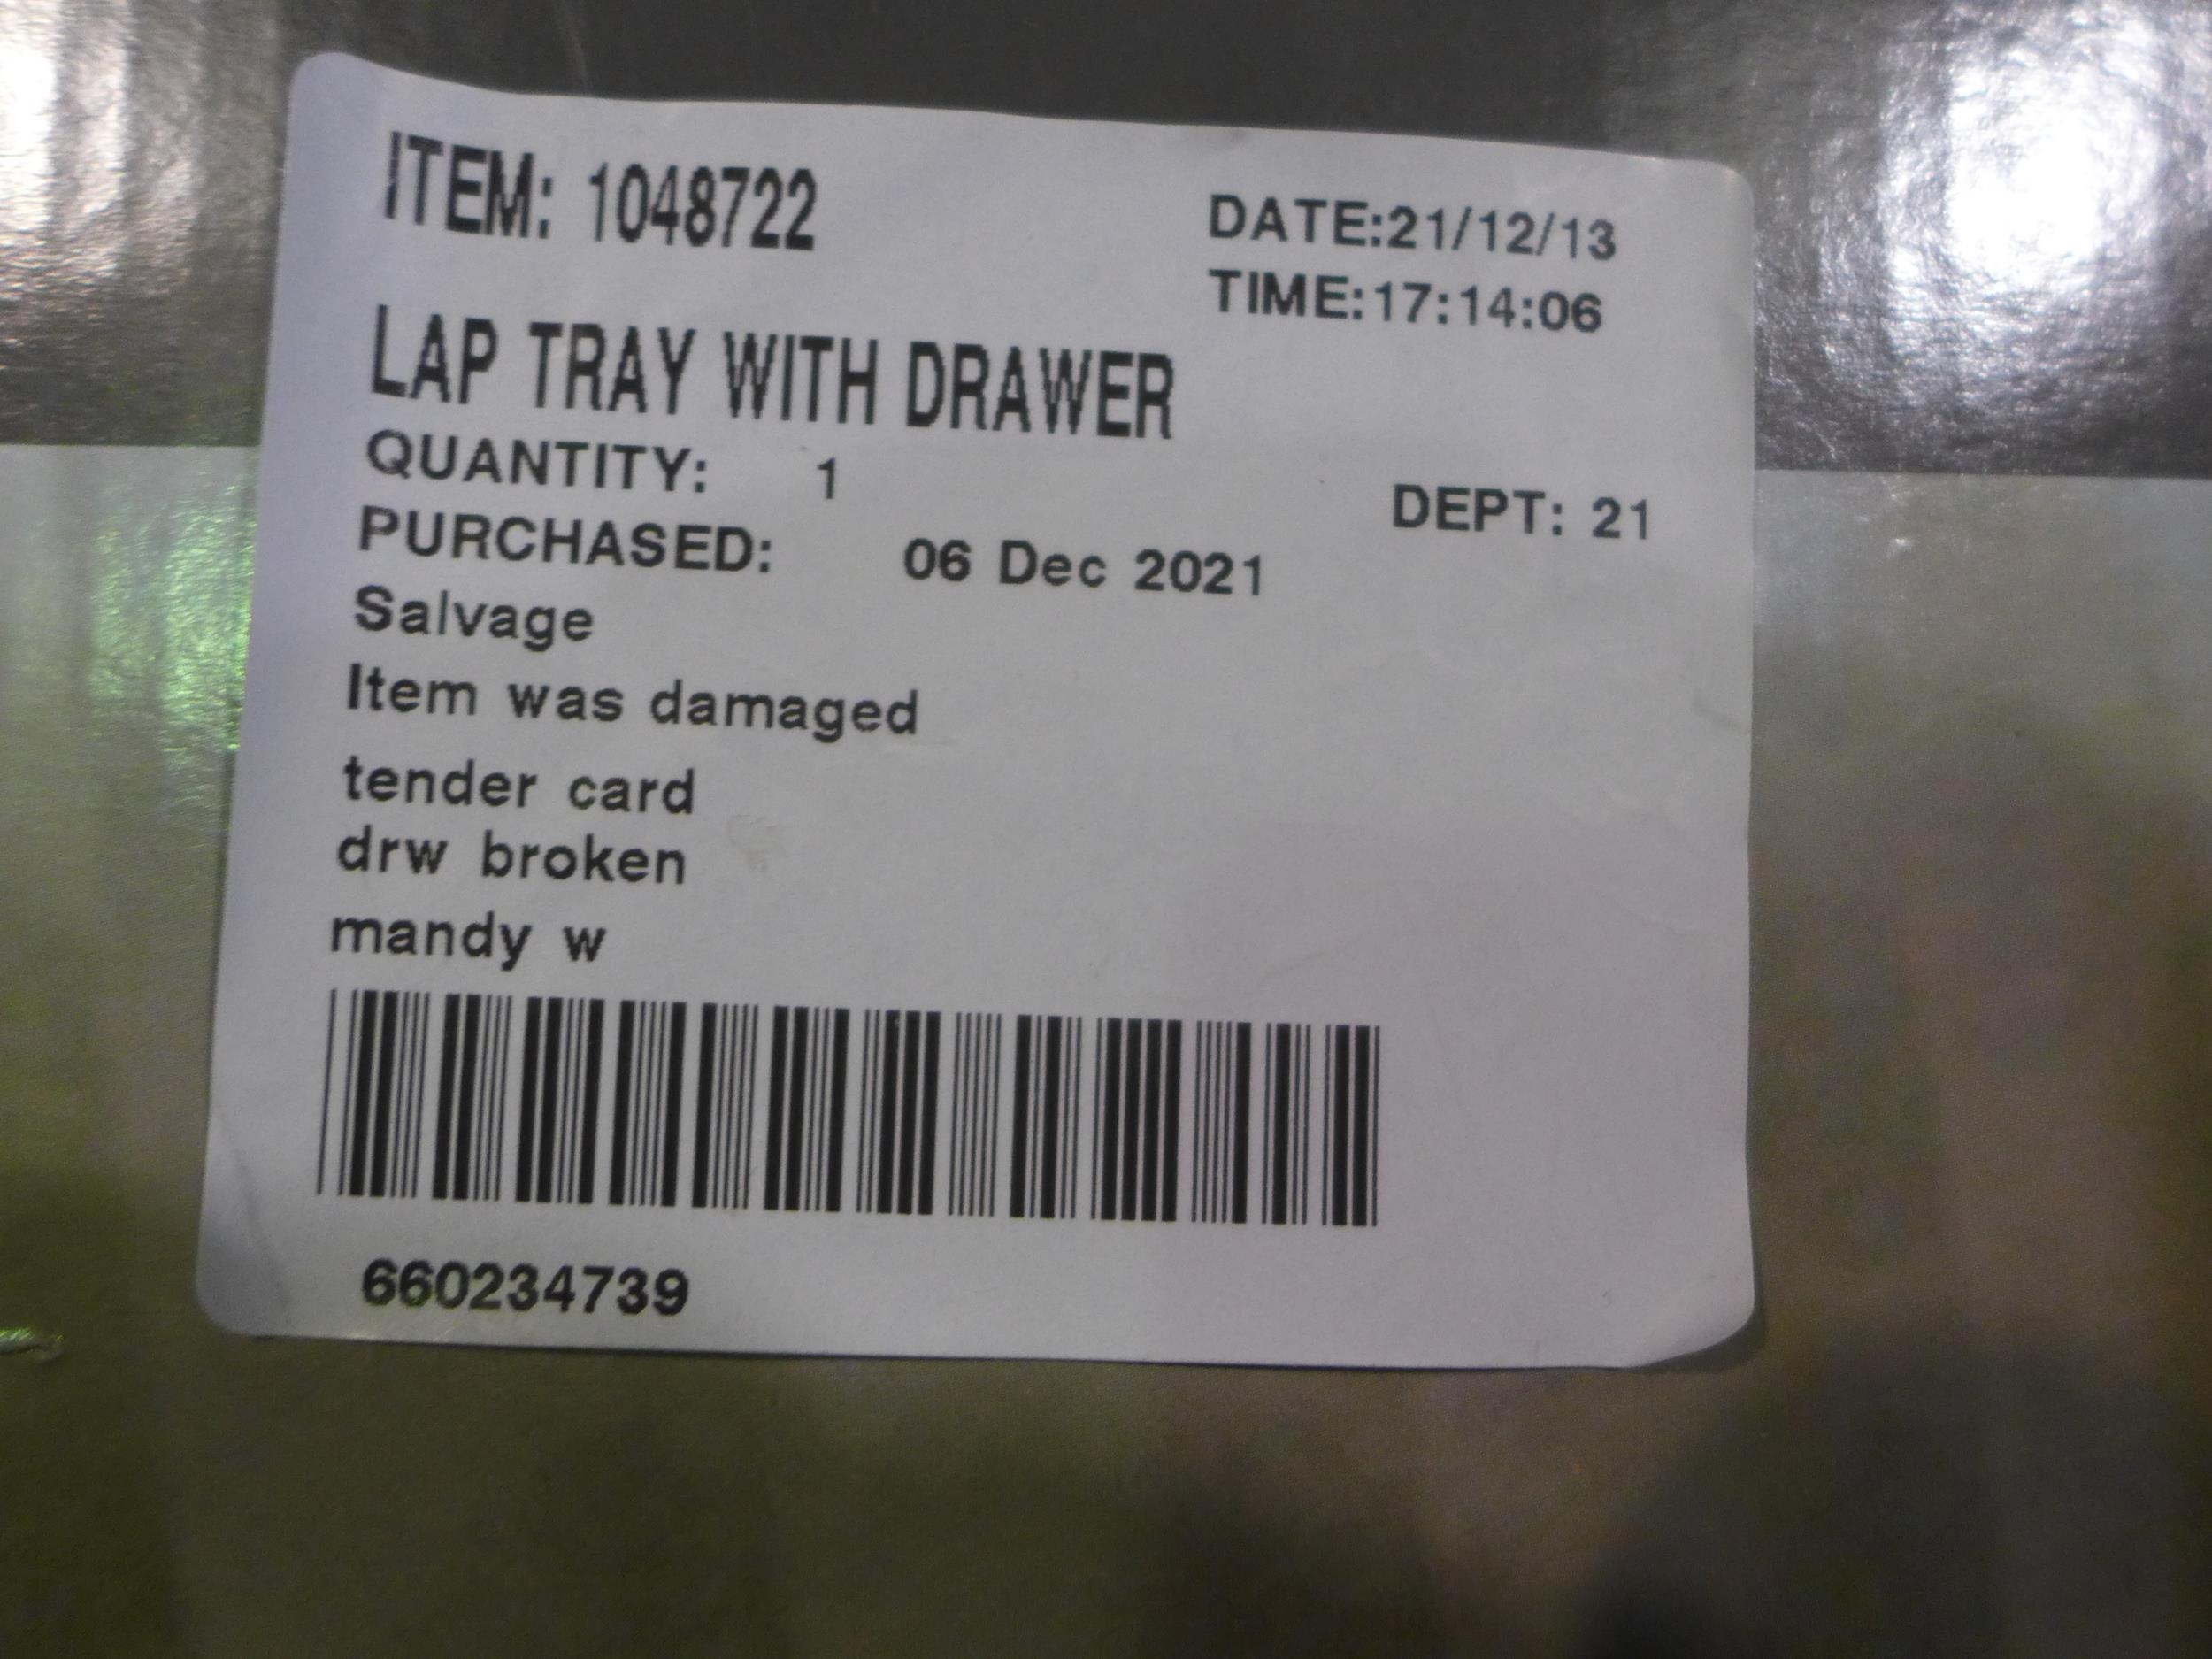 ITEM: 1048722
DATE:21/12/13
TIME:17:14:06
LAP TRAY WITH DRAWER
QUANTITY: 1
DEPT: 21
PURCHASED: 06 Dec 2021
Salvage
Item was damaged
tender card
drw broken
mandy w
660234739